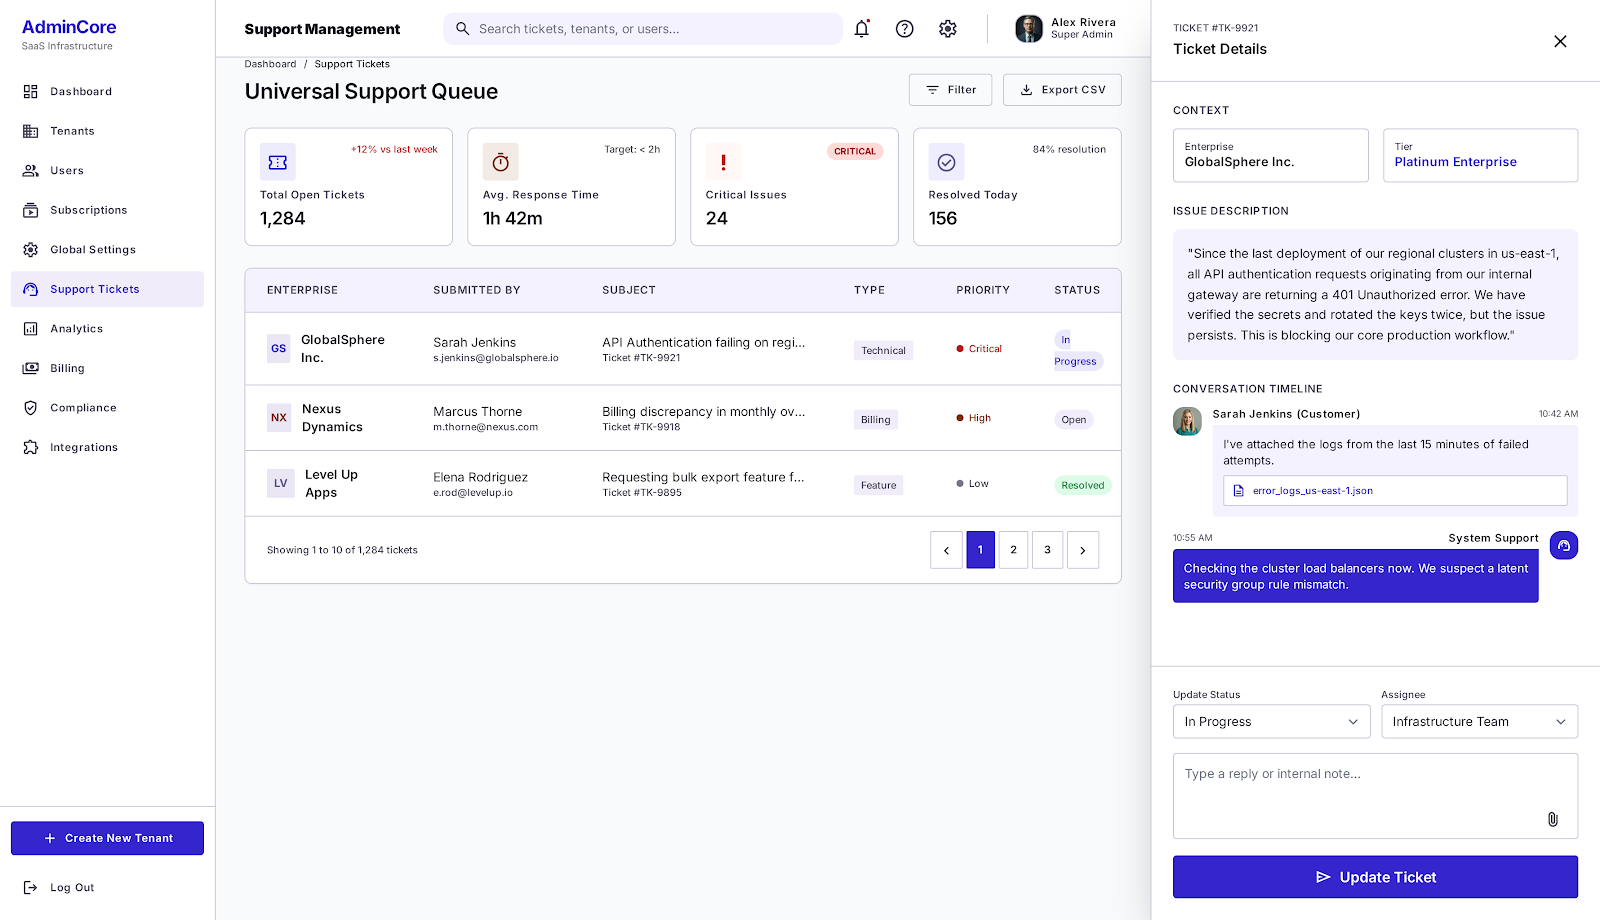 AdminCore
SaaS Infrastructure
Dashboard
Tenants
Users
Subscriptions
Global Settings
Support Tickets
Analytics
Billing
Compliance
Integrations
Create New Tenant
Log Out
Support Management
Search tickets, tenants, or users...
Alex Rivera
Super Admin
Dashboard / Support Tickets
Universal Support Queue
Filter
Export CSV
+12% vs last week
Total Open Tickets
1,284
Target: < 2h
Avg. Response Time
1h 42m
CRITICAL
Critical Issues
24
84% resolution
Resolved Today
156
ENTERPRISE SUBMITTED BY SUBJECT TYPE PRIORITY STATUS
GS
GlobalSphere
Inc.
Sarah Jenkins
s.jenkins@globalsphere.io
API Authentication failing on regi...
Ticket #TK-9921
Technical
Critical
In
Progress
NX
Nexus
Dynamics
Marcus Thorne
m.thorne@nexus.com
Billing discrepancy in monthly ov...
Ticket #TK-9918
Billing
High
Open
LV
Level Up
Apps
Elena Rodriguez
e.rod@levelup.io
Requesting bulk export feature f...
Ticket #TK-9895
Feature
Low
Resolved
Showing 1 to 10 of 1,284 tickets
1 2 3
TICKET #TK-9921
Ticket Details
CONTEXT
Enterprise
GlobalSphere Inc.
Tier
Platinum Enterprise
ISSUE DESCRIPTION
"Since the last deployment of our regional clusters in us-east-1,
all API authentication requests originating from our internal
gateway are returning a 401 Unauthorized error. We have
verified the secrets and rotated the keys twice, but the issue
persists. This is blocking our core production workflow."
CONVERSATION TIMELINE
Sarah Jenkins (Customer) 10:42 AM
I've attached the logs from the last 15 minutes of failed
attempts.
error_logs_us-east-1.json
10:55 AM System Support
Checking the cluster load balancers now. We suspect a latent
security group rule mismatch.
Update Status
In Progress
Assignee
Infrastructure Team
Type a reply or internal note...
Update Ticket